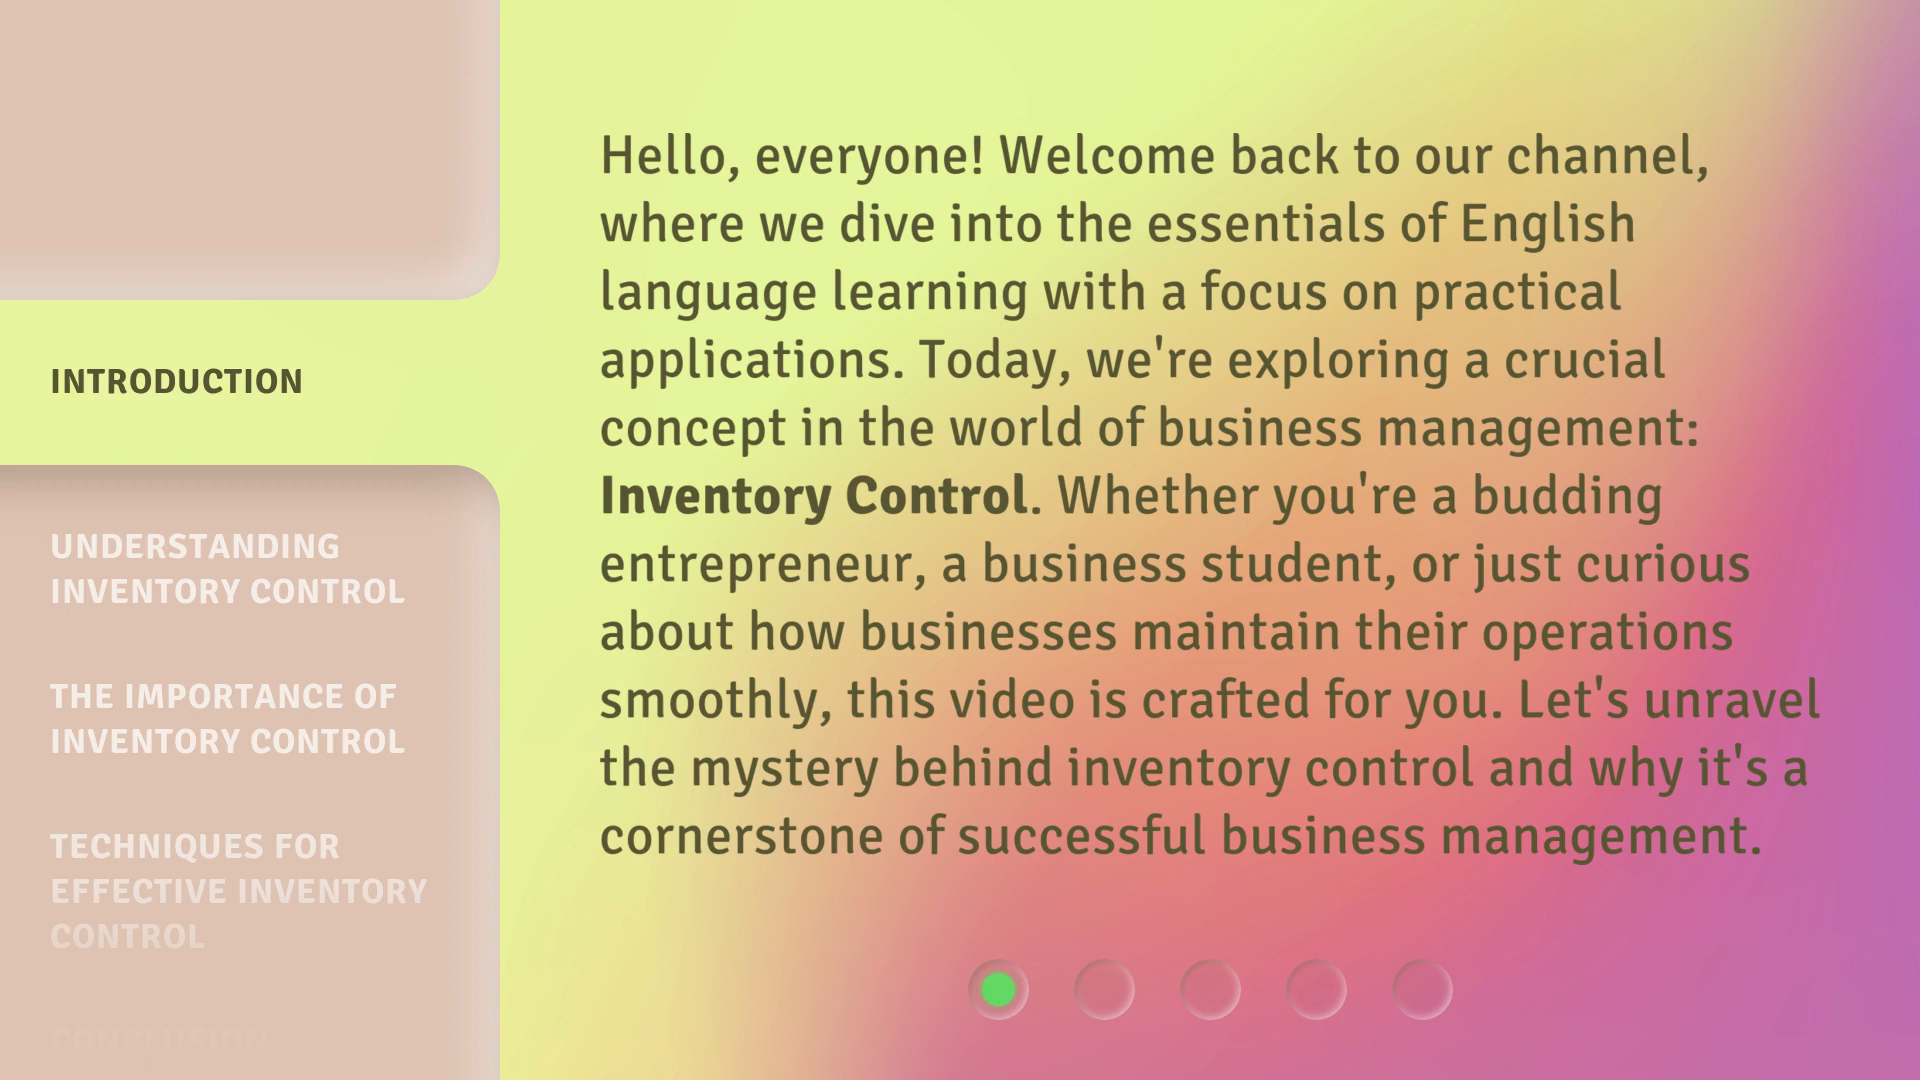 INTRODUCTION
UNDERSTANDING
INVENTORY CONTROL
THE IMPORTANCE OF
INVENTORY CONTROL
TECHNIQUES FOR
EFFECTIVE INVENTORY
CONTROL
CONCLUSION
Hello, everyone! Welcome back to our channel,
where we dive into the essentials of English
language learning with a focus on practical
applications. Today, we're exploring a crucial
concept in the world of business management:
Inventory Control. Whether you're a budding
entrepreneur, a business student, or just curious
about how businesses maintain their operations
smoothly, this video is crafted for you. Let's unravel
the mystery behind inventory control and why it's a
cornerstone of successful business management.